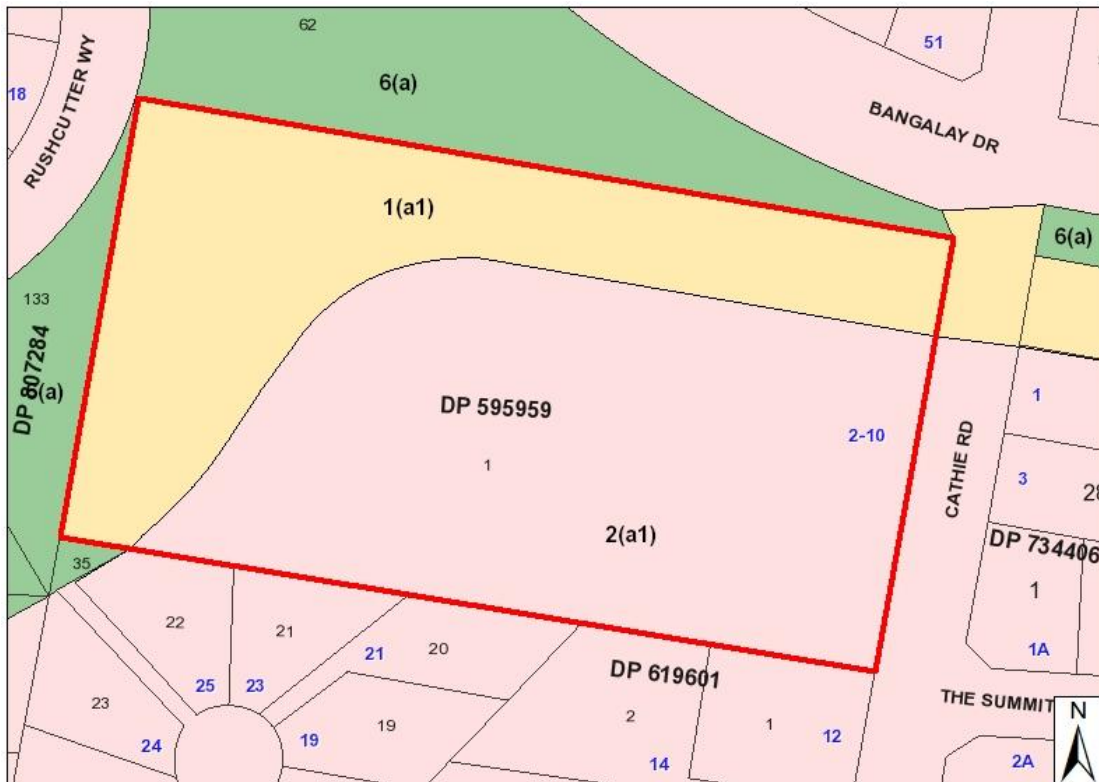 62
51
18
RUSHCUTTER WY
6(a)
BANGALAY DR
1(a1)
6(a)
133
DP 807284
(a)
DP 595959
2-10
1
1
CATHIE RD
3
28
2(a1)
DP 734406
35
1
22
21
21
20
DP 619601
1A
25
23
THE SUMMIT
23
19
19
2
1
12
N
24
14
2A